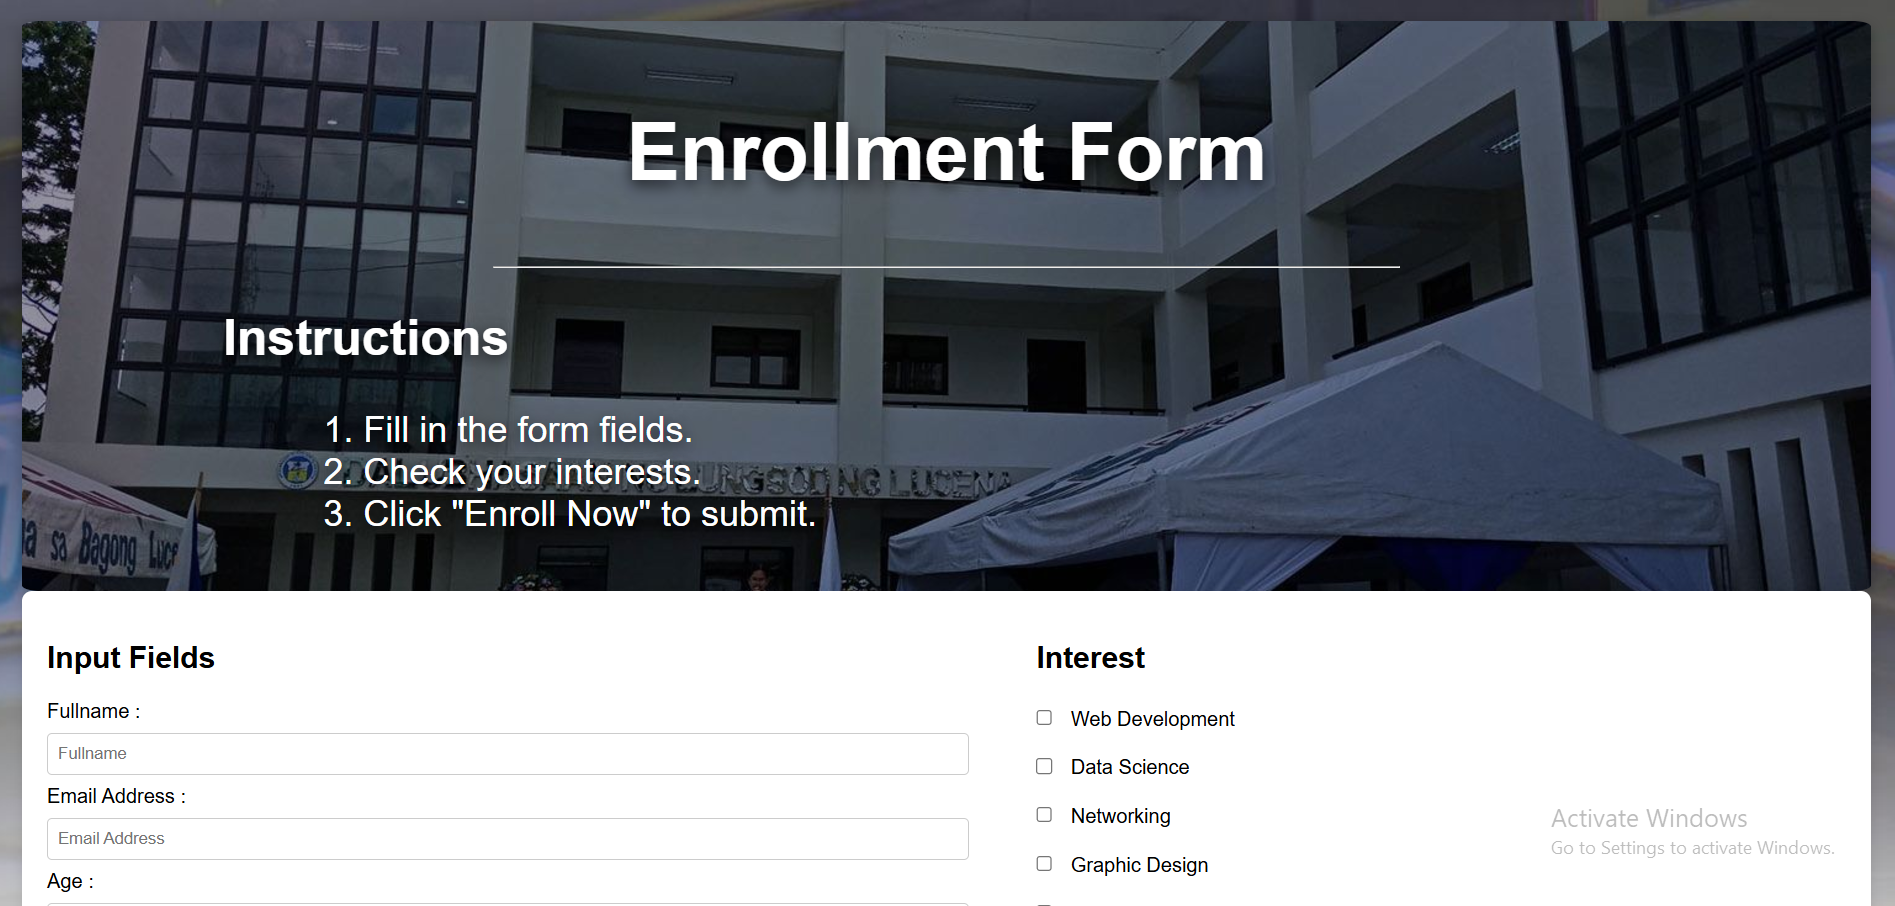 Enrollment Form
Instructions
1. Fill in the form fields.
2. Check your interests.
3. Click "Enroll Now" to submit.
NG LUCENA
sa Bagong
Input Fields
Fullname :
Fullname
Email Address :
Email Address
Age :
Interest
Web Development
Data Science
Networking
Graphic Design
Activate Windows
Go to Settings to activate Windows.